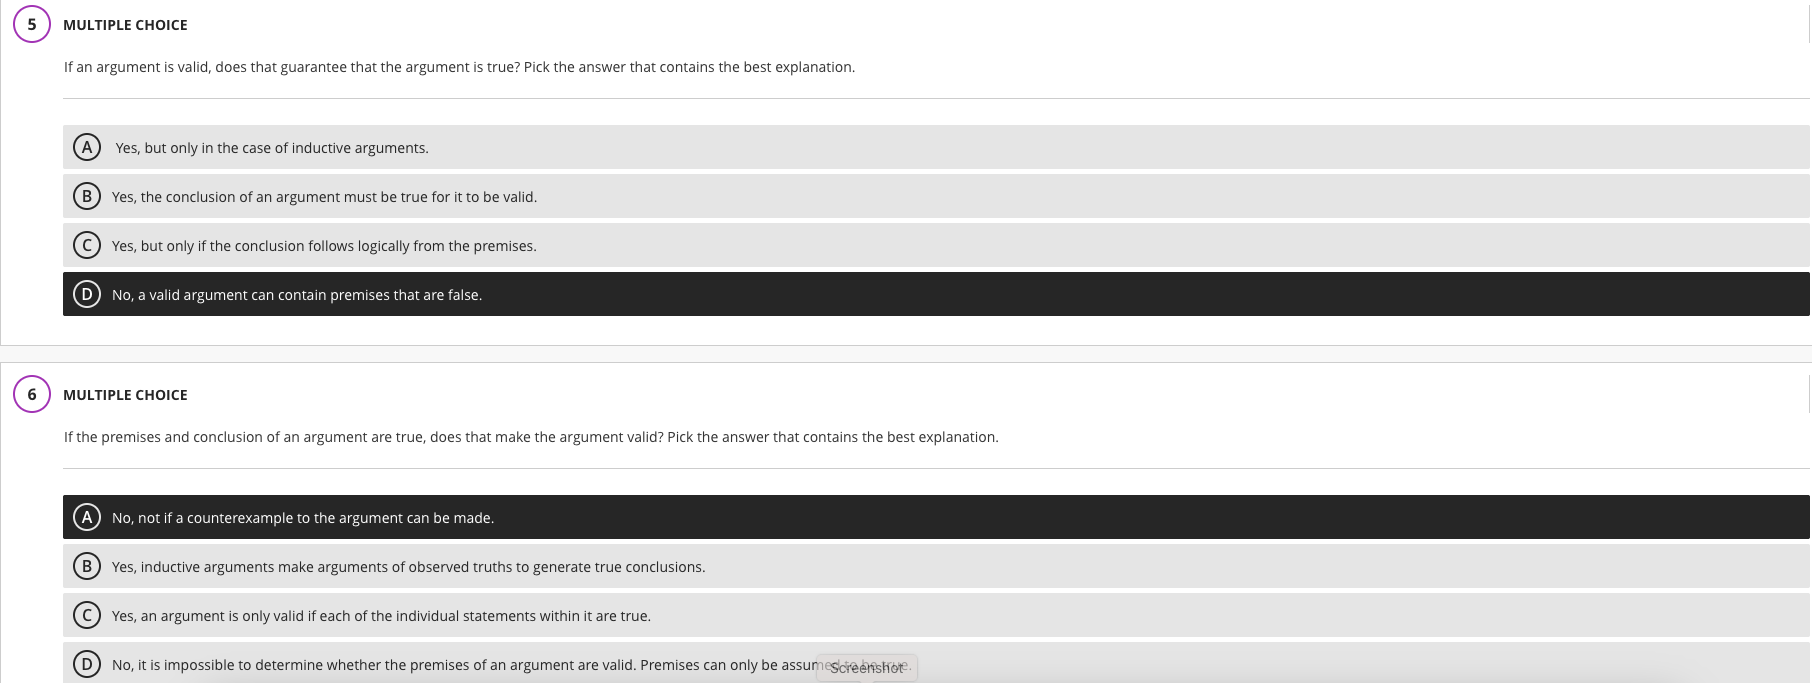 5 MULTIPLE CHOICE
If an argument is valid, does that guarantee that the argument is true? Pick the answer that contains the best explanation.
A Yes, but only in the case of inductive arguments.
B Yes, the conclusion of an argument must be true for it to be valid.
C Yes, but only if the conclusion follows logically from the premises.
D No, a valid argument can contain premises that are false.
6 MULTIPLE CHOICE
If the premises and conclusion of an argument are true, does that make the argument valid? Pick the answer that contains the best explanation.
A No, not if a counterexample to the argument can be made.
B Yes, inductive arguments make arguments of observed truths to generate true conclusions.
C Yes, an argument is only valid if each of the individual statements within it are true.
D No, it is impossible to determine whether the premises of an argument are valid. Premises can only be assumed to be true.
Screenshot